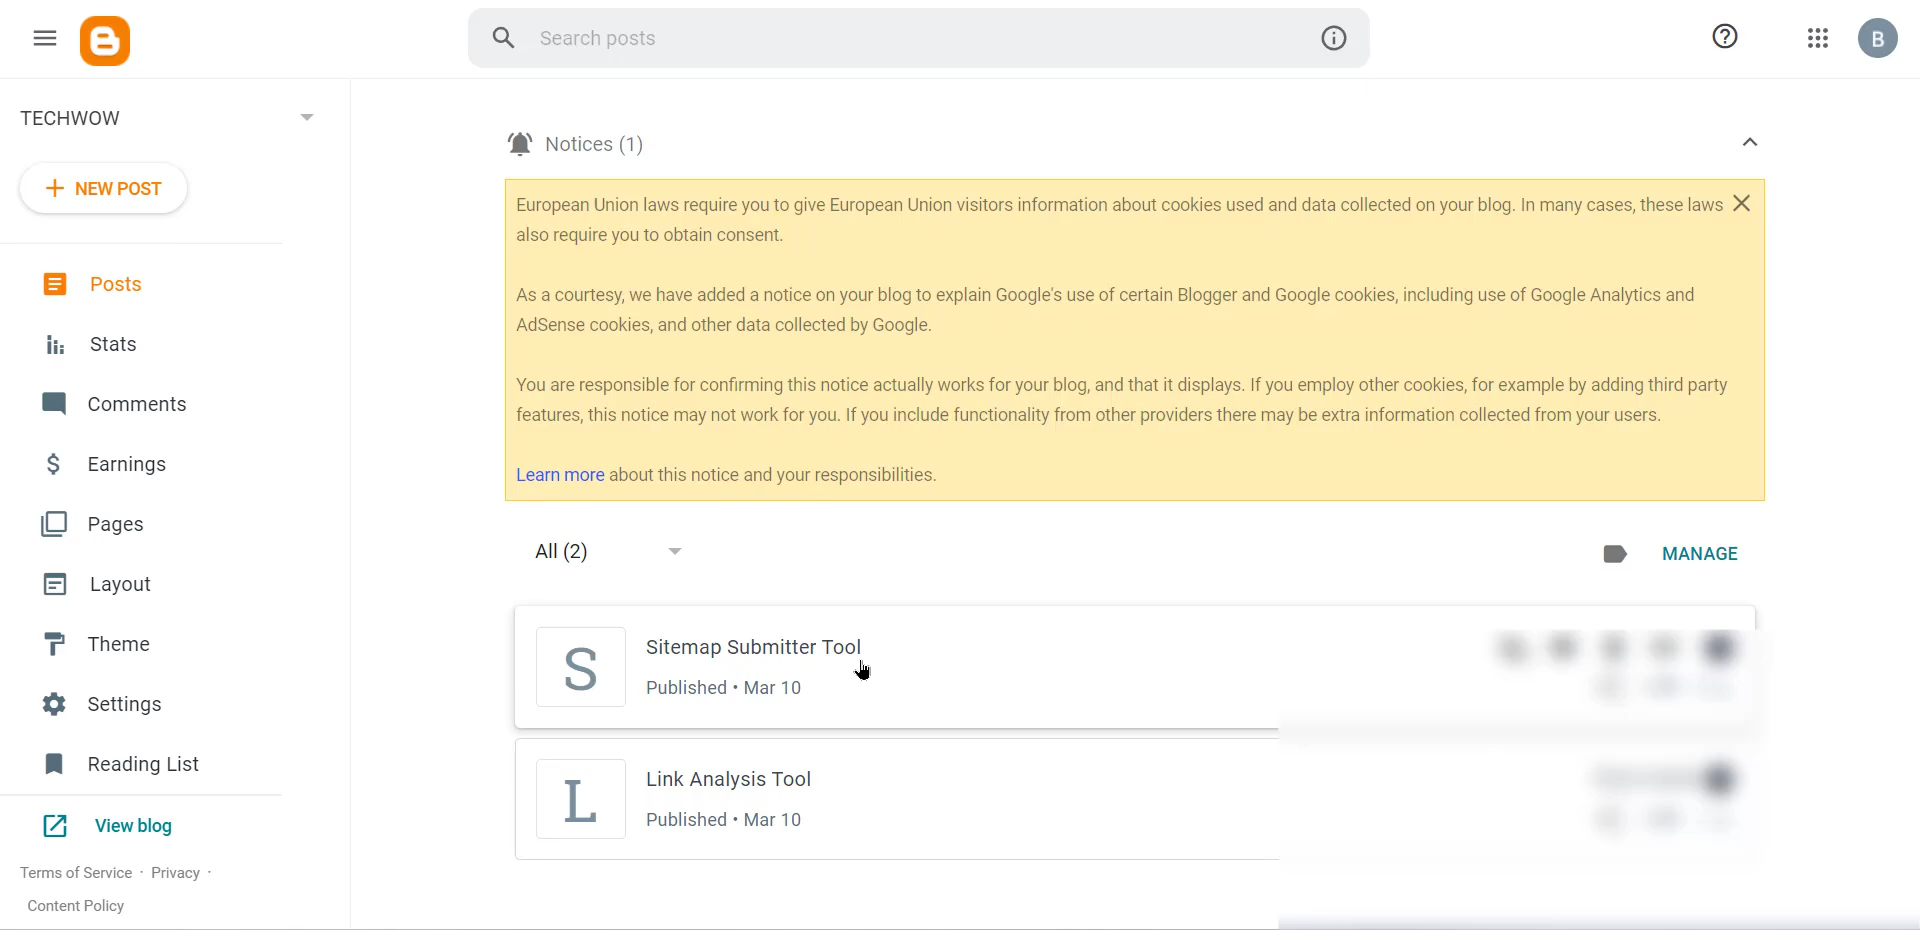 Search posts
B
TECHWOW
NEW POST
Posts
Stats
Comments
Earnings
Pages
Layout
Theme
Settings
Reading List
View blog
Terms of Service · Privacy ·
Content Policy
Notices (1)
European Union laws require you to give European Union visitors information about cookies used and data collected on your blog. In many cases, these laws
also require you to obtain consent.
As a courtesy, we have added a notice on your blog to explain Google's use of certain Blogger and Google cookies, including use of Google Analytics and
AdSense cookies, and other data collected by Google.
You are responsible for confirming this notice actually works for your blog, and that it displays. If you employ other cookies, for example by adding third party
features, this notice may not work for you. If you include functionality from other providers there may be extra information collected from your users.
Learn more about this notice and your responsibilities.
All (2)
MANAGE
S
Sitemap Submitter Tool
Published • Mar 10
L
Link Analysis Tool
Published • Mar 10